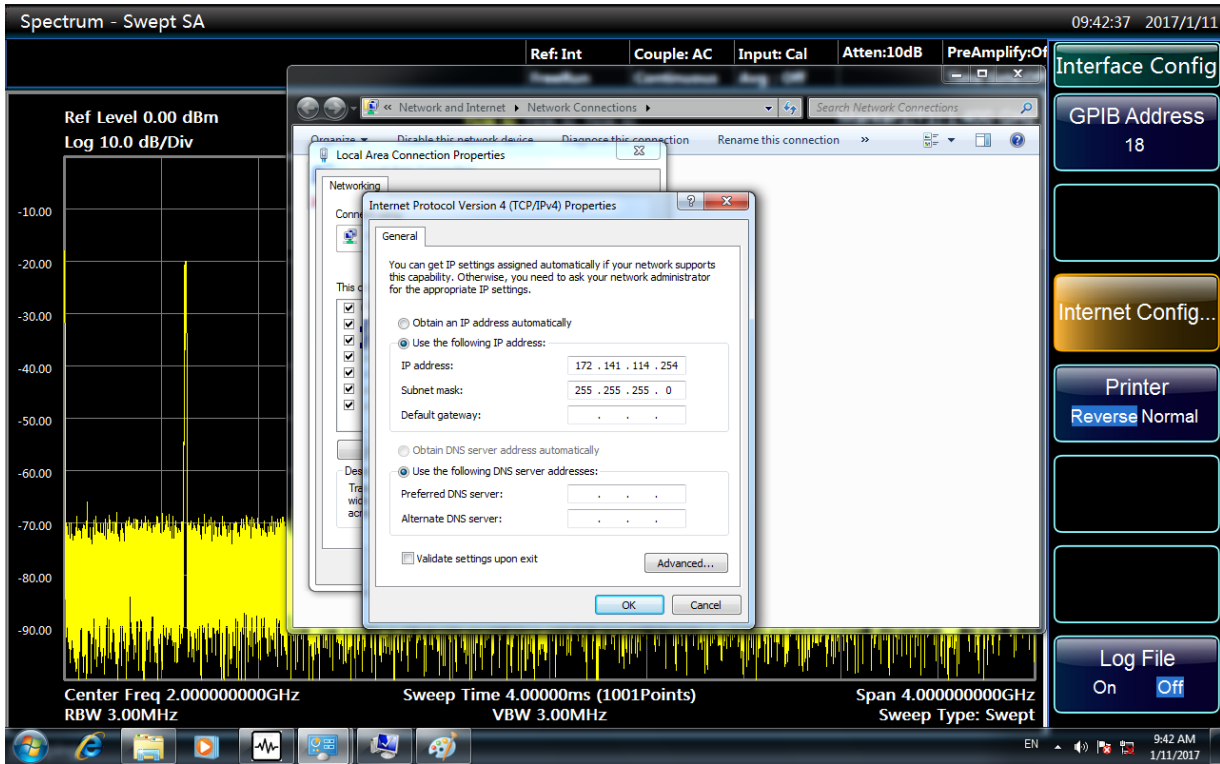 Spectrum - Swept SA
09:42:37 2017/1/11
Ref: Int
Couple: AC
Input: Cal
Atten:10dB
PreAmplify:Of
Interface Config
GPIB Address
18
Internet Config...
Printer
Reverse Normal
Log File
On Off
Ref Level 0.00 dBm
Log 10.0 dB/Div
-10.00
-20.00
-30.00
-40.00
-50.00
-60.00
-70.00
-80.00
-90.00
« Network and Internet Network Connections
Search Network Connections
Organize Disable this network device Diagnose this connection Rename this connection »
Local Area Connection Properties
Networking
Conne
This c
Des
Tra
wid
acr
Internet Protocol Version 4 (TCP/IPv4) Properties
General
You can get IP settings assigned automatically if your network supports
this capability. Otherwise, you need to ask your network administrator
for the appropriate IP settings.
Obtain an IP address automatically
Use the following IP address:
IP address: 172 . 141 . 114 . 254
Subnet mask: 255 . 255 . 255 . 0
Default gateway: . . .
Obtain DNS server address automatically
Use the following DNS server addresses:
Preferred DNS server: . . .
Alternate DNS server: . . .
Validate settings upon exit
Advanced...
OK Cancel
Center Freq 2.000000000GHz
Sweep Time 4.00000ms (1001Points)
Span 4.000000000GHz
RBW 3.00MHz
VBW 3.00MHz
Sweep Type: Swept
EN
9:42 AM
1/11/2017